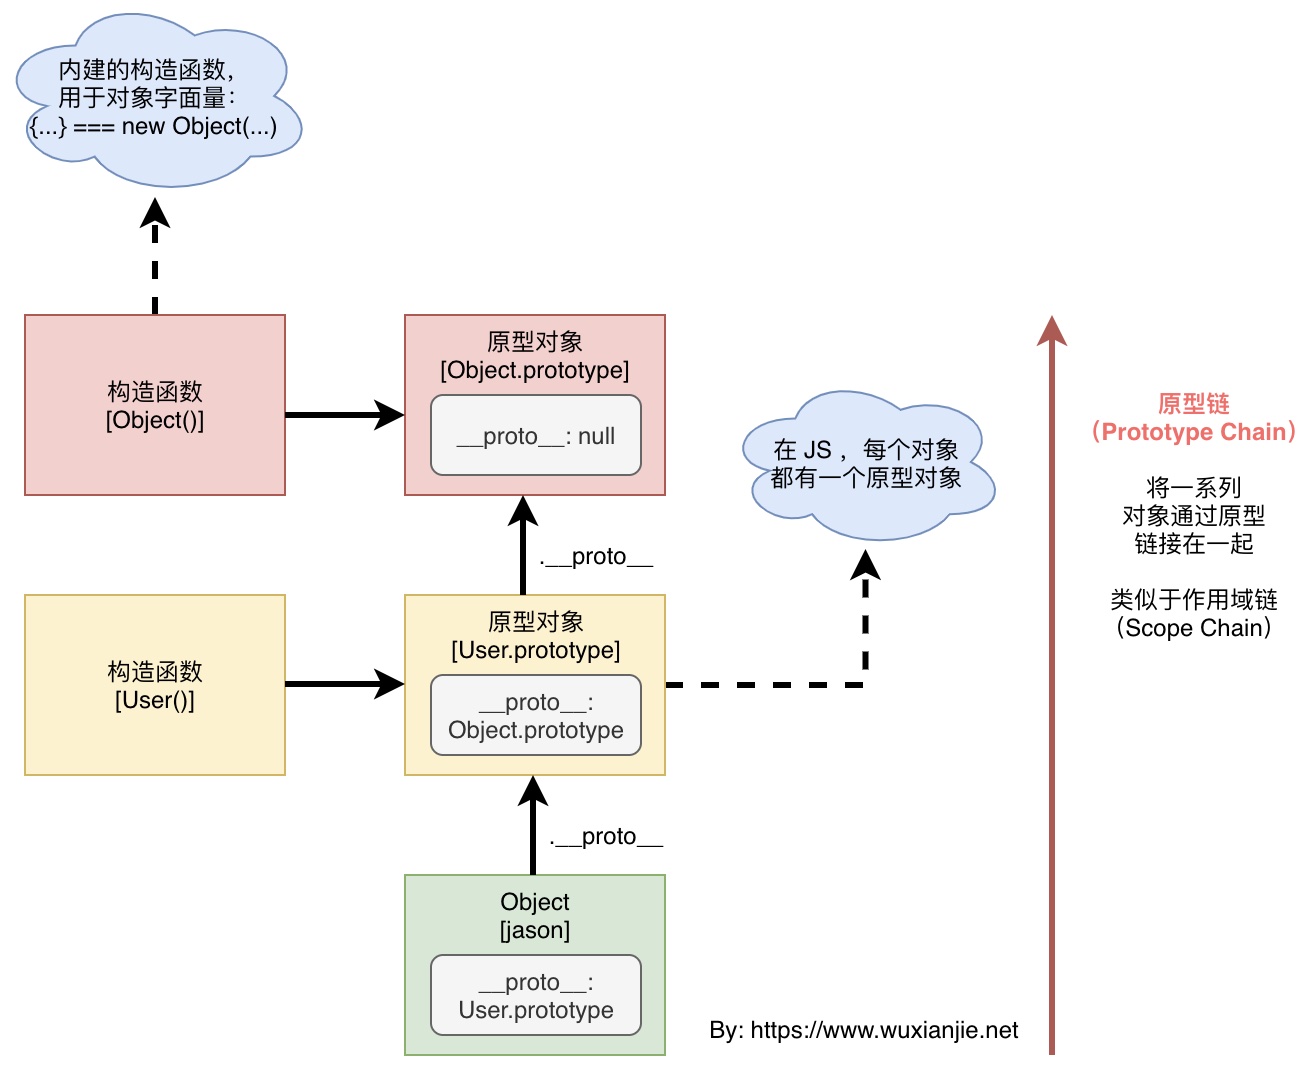 内建的构造函数，
用于对象字面量：
{...} === new Object(...)
构造函数
[Object()]
原型对象
[Object.prototype]
__proto__: null
.__proto__
构造函数
[User()]
原型对象
[User.prototype]
__proto__:
Object.prototype
.__proto__
Object
[jason]
__proto__:
User.prototype
在 JS ，每个对象
都有一个原型对象
原型链
（Prototype Chain）
将一系列
对象通过原型
链接在一起
类似于作用域链
（Scope Chain）
By: https://www.wuxianjie.net